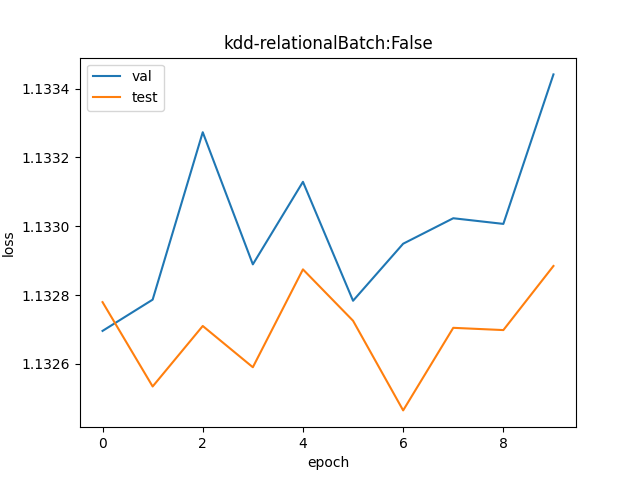 kdd-relationalBatch:False
val
test
1.1334
1.1332
1.1330
1.1328
1.1326
loss
0
2
4
6
8
epoch